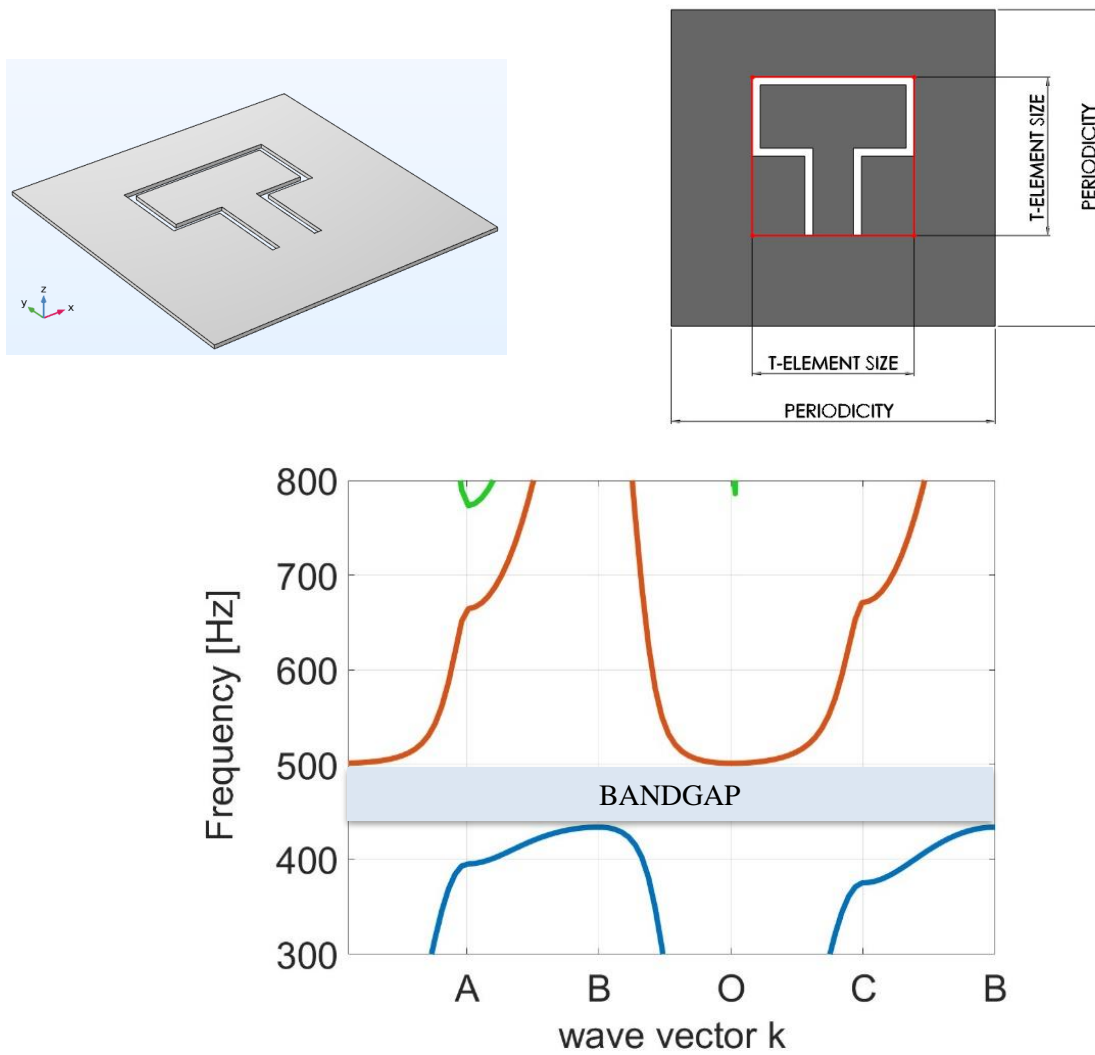 z
y
x
T-ELEMENT SIZE
PERIODICITY
T-ELEMENT SIZE
PERIODICITY
800
700
600
500
400
300
Frequency [Hz]
BANDGAP
A B O C B
wave vector k